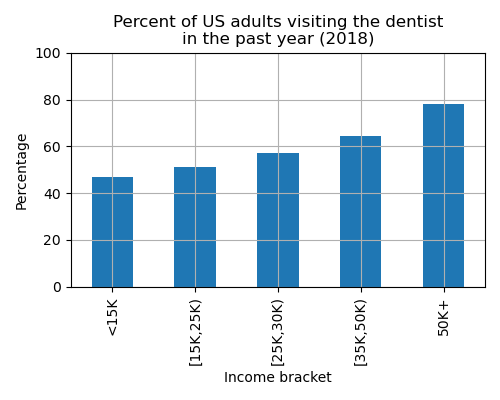 Percent of US adults visiting the dentist
in the past year (2018)
100
80
60
40
20
0
Percentage
<15K
[15K,25K)
[25K,30K)
[35K,50K)
50K+
Income bracket